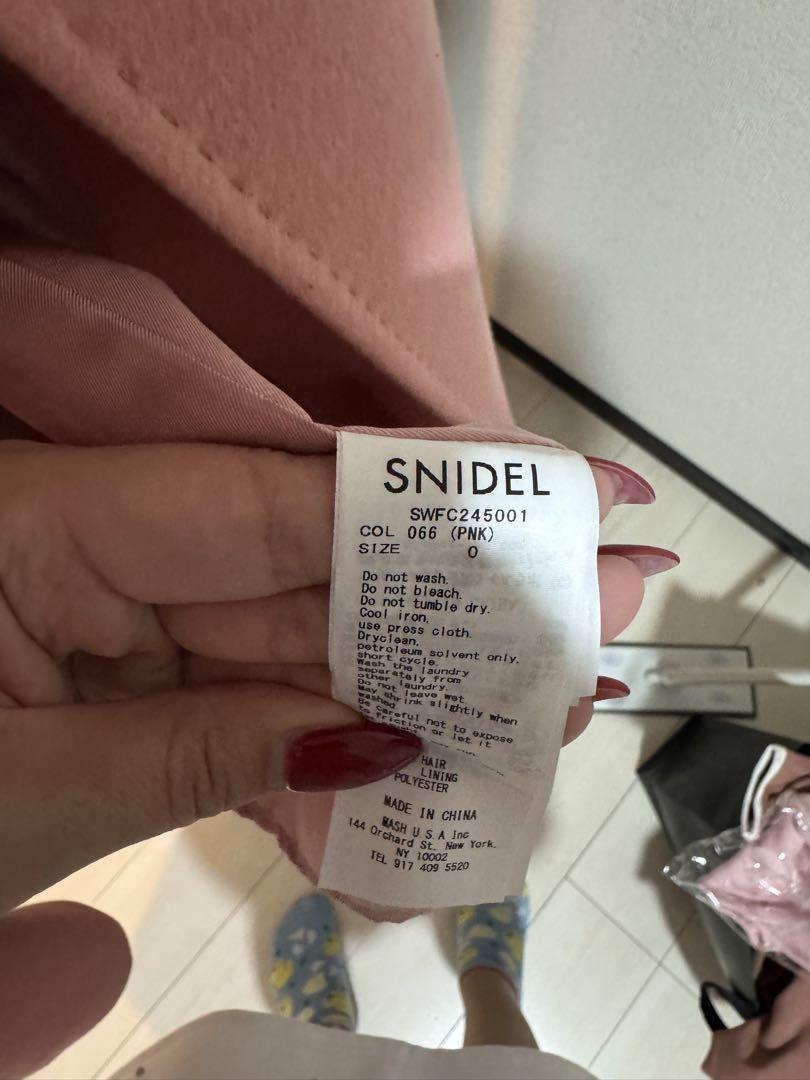 SNIDEL
SWFC245001
COL 066 (PNK)
SIZE 0
Do not wash.
Do not bleach.
Do not tumble dry.
Cool iron,
use press cloth.
Dryclean,
petroleum solvent only.
short cycle.
Wash the laundry
separately from
other laundry.
Do not leave wet
May shrink slightly when
washed.
Be careful not to expose
to friction or let it
HAIR
LINING
POLYESTER
MADE IN CHINA
MASH U.S.A Inc
144 Orchard St. New York.
NY 10002
TEL 917 409 5520